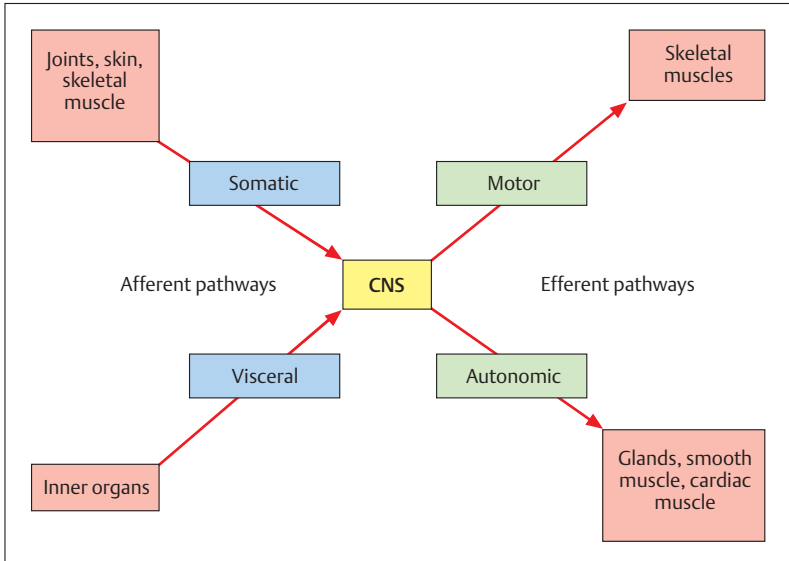 Joints, skin,
skeletal
muscle
Skeletal
muscles
Somatic
Motor
Afferent pathways
CNS
Efferent pathways
Visceral
Autonomic
Inner organs
Glands, smooth
muscle, cardiac
muscle